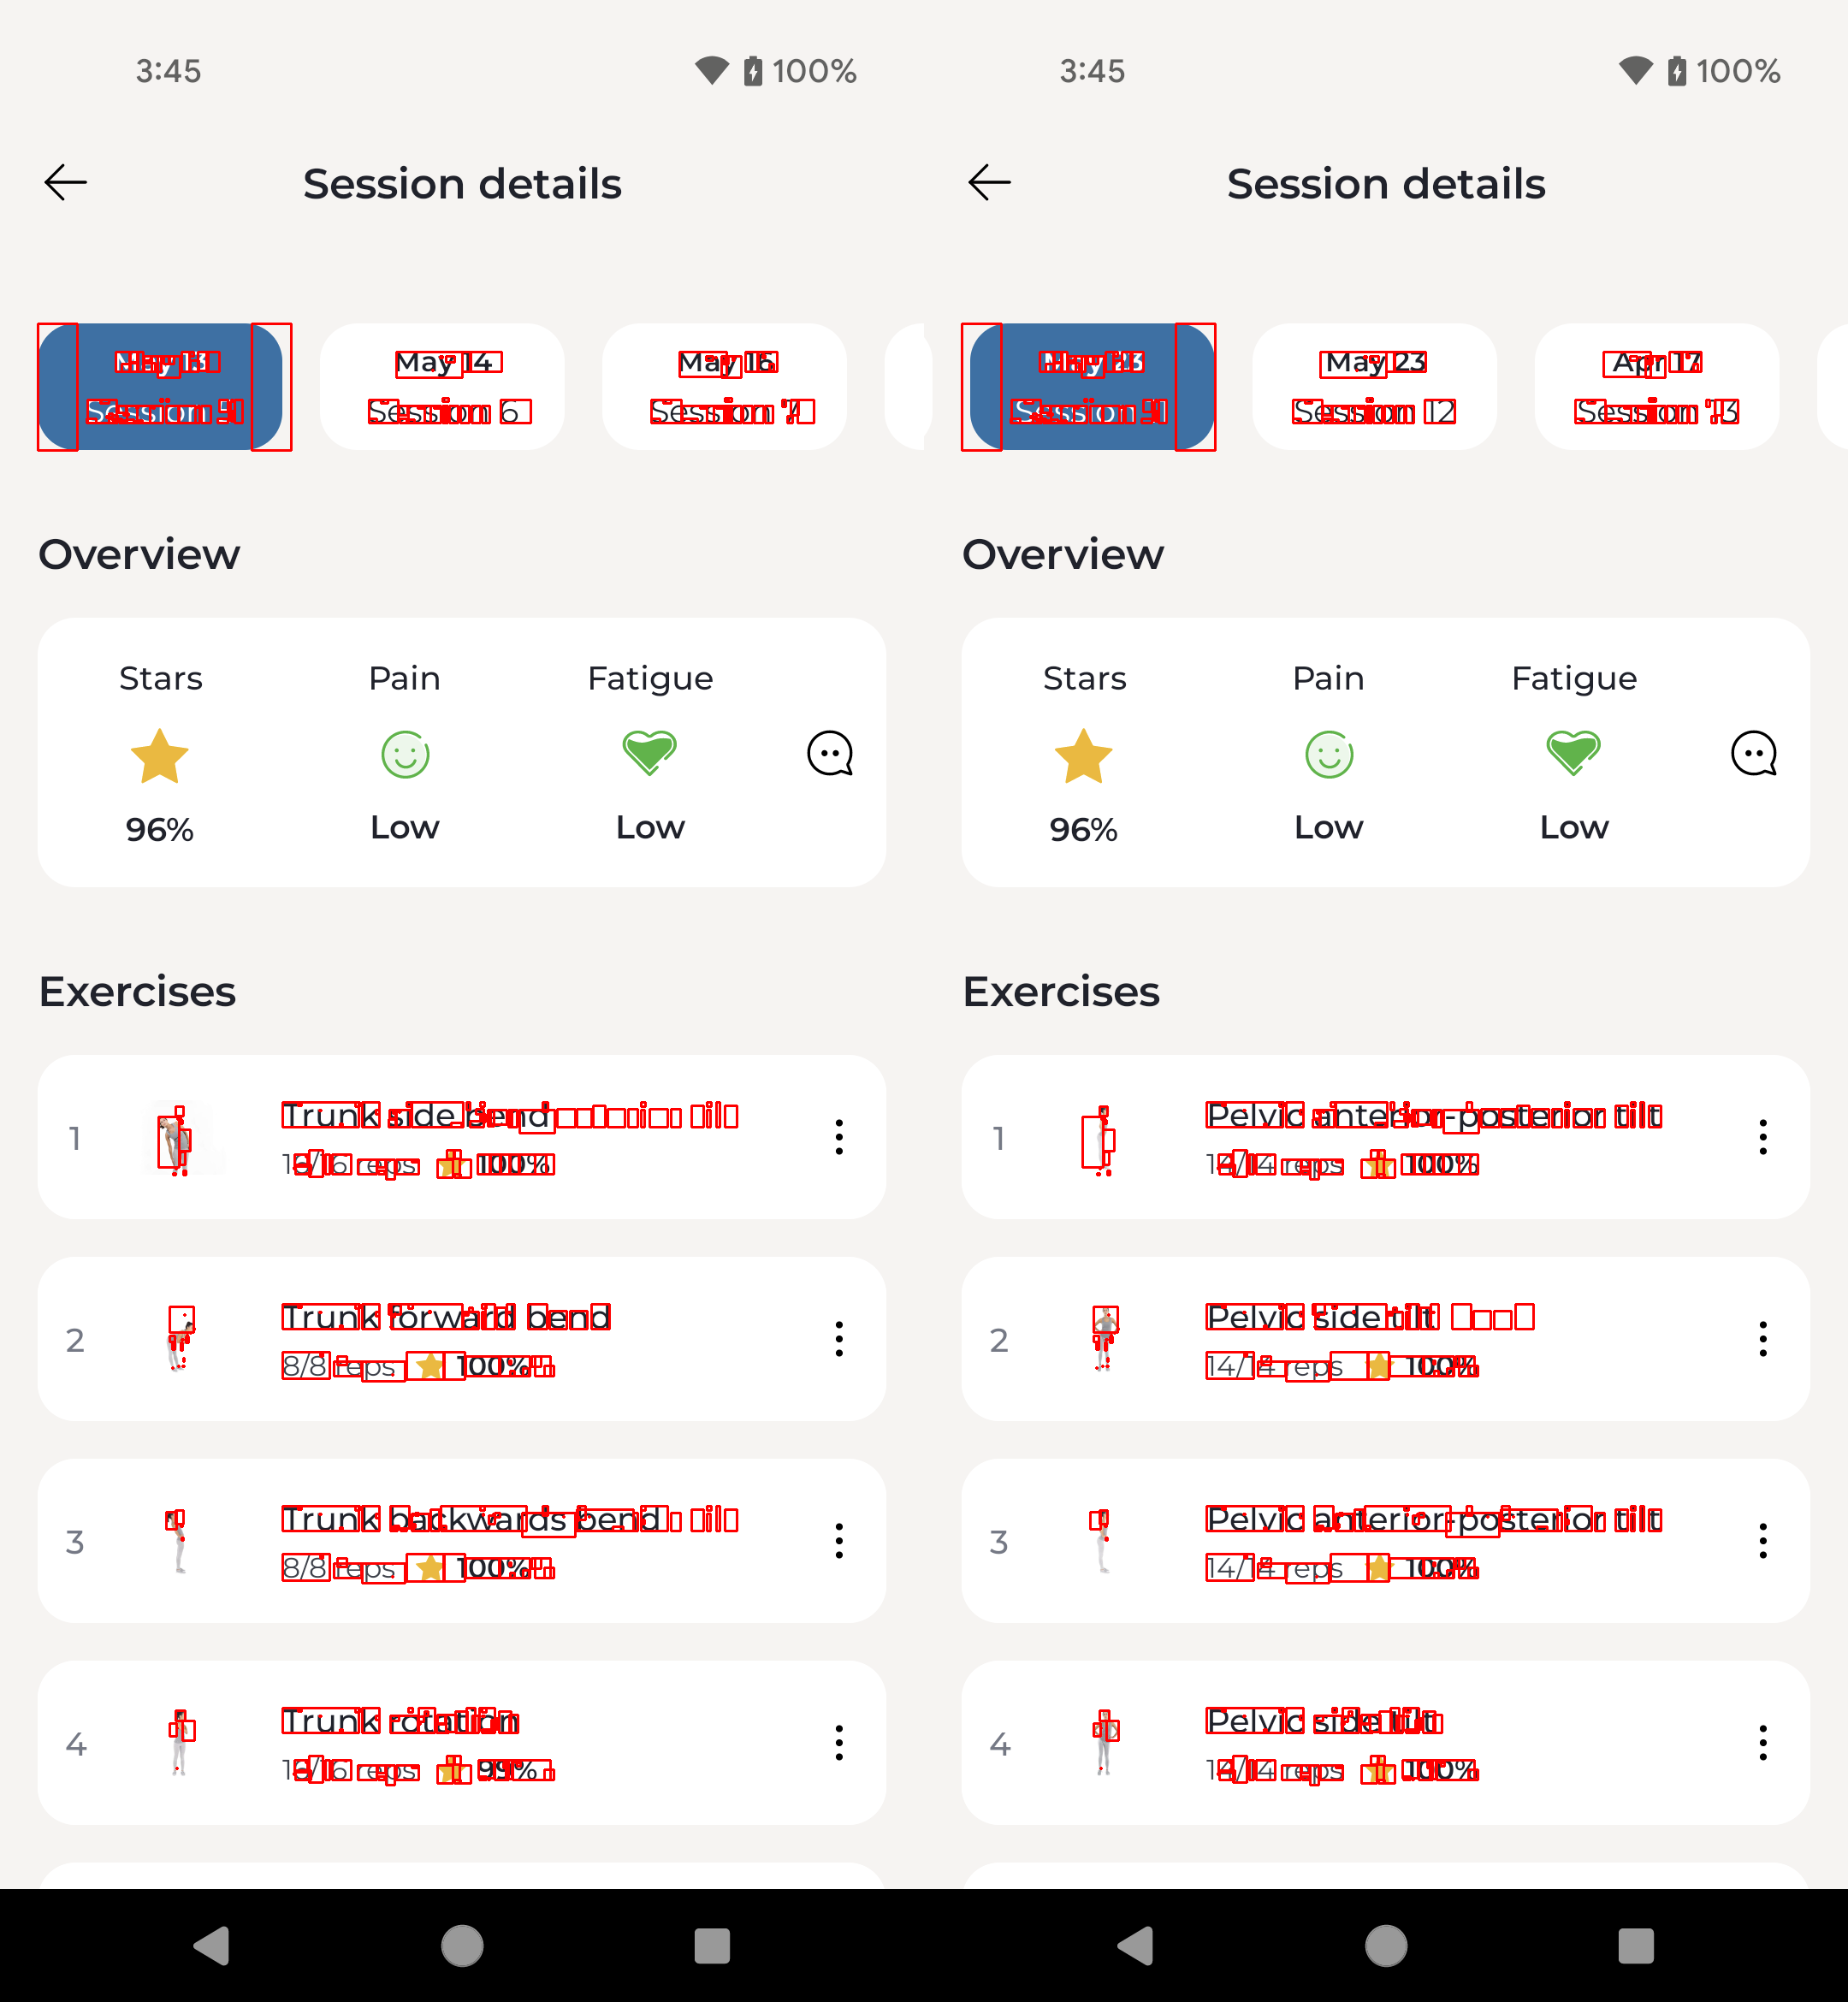 3:45
100%
Session details
May 13
Session 5
May 14
Session 6
May 16
Session 7
Overview
Stars
Pain
Fatigue
96%
Low
Low
Exercises
1
Trunk side bend
16/16 reps 100%
2
Trunk forward bend
8/8 reps 100%
3
Trunk backwards bend
8/8 reps 100%
4
Trunk rotation
16/16 reps 99%
3:45
100%
Session details
May 23
Session 11
May 23
Session 12
Apr 17
Session 13
Overview
Stars
Pain
Fatigue
96%
Low
Low
Exercises
1
Pelvic anterior-posterior tilt
14/14 reps 100%
2
Pelvic side tilt
14/14 reps 100%
3
Pelvic anterior-posterior tilt
14/14 reps 100%
4
Pelvic side tilt
14/14 reps 100%